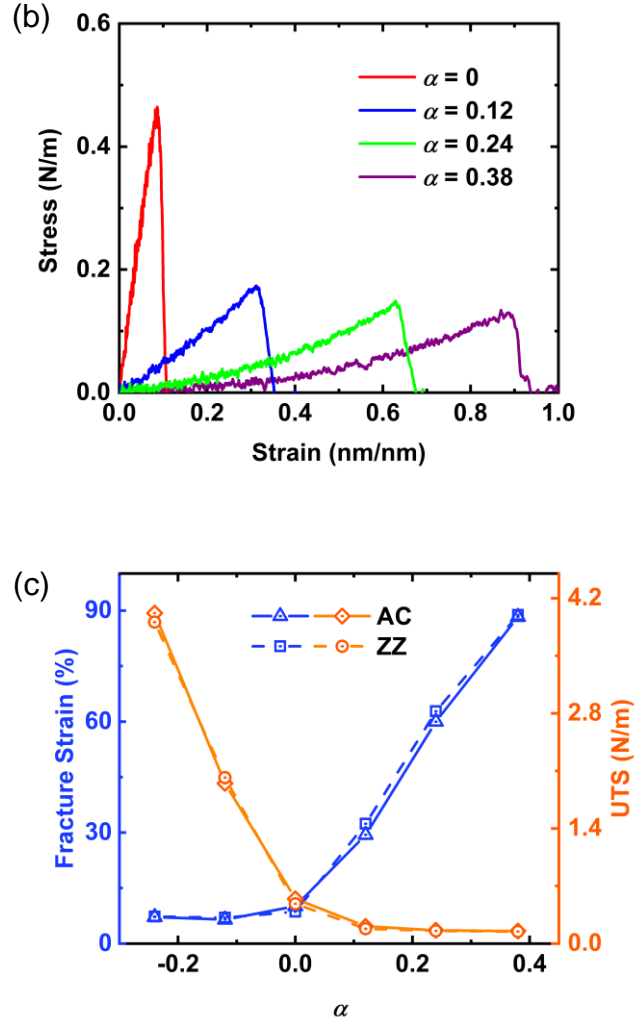 (b)
0.6
0.4
0.2
0.0
Stress (N/m)
α = 0
α = 0.12
α = 0.24
α = 0.38
0.0 0.2 0.4 0.6 0.8 1.0
Strain (nm/nm)
(c)
90
60
30
0
Fracture Strain (%)
AC
ZZ
4.2
2.8
1.4
0.0
UTS (N/m)
-0.2 0.0 0.2 0.4
α